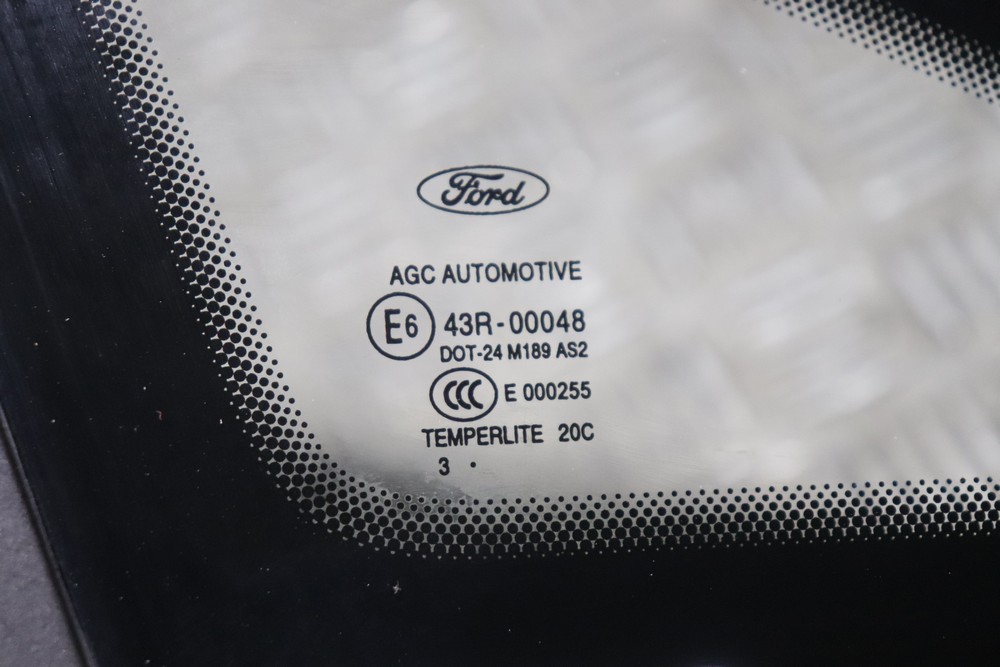 Ford
AGC AUTOMOTIVE
E6 43R-00048
DOT-24 M189 AS2
CCC E 000255
TEMPERLITE 20C
3 .